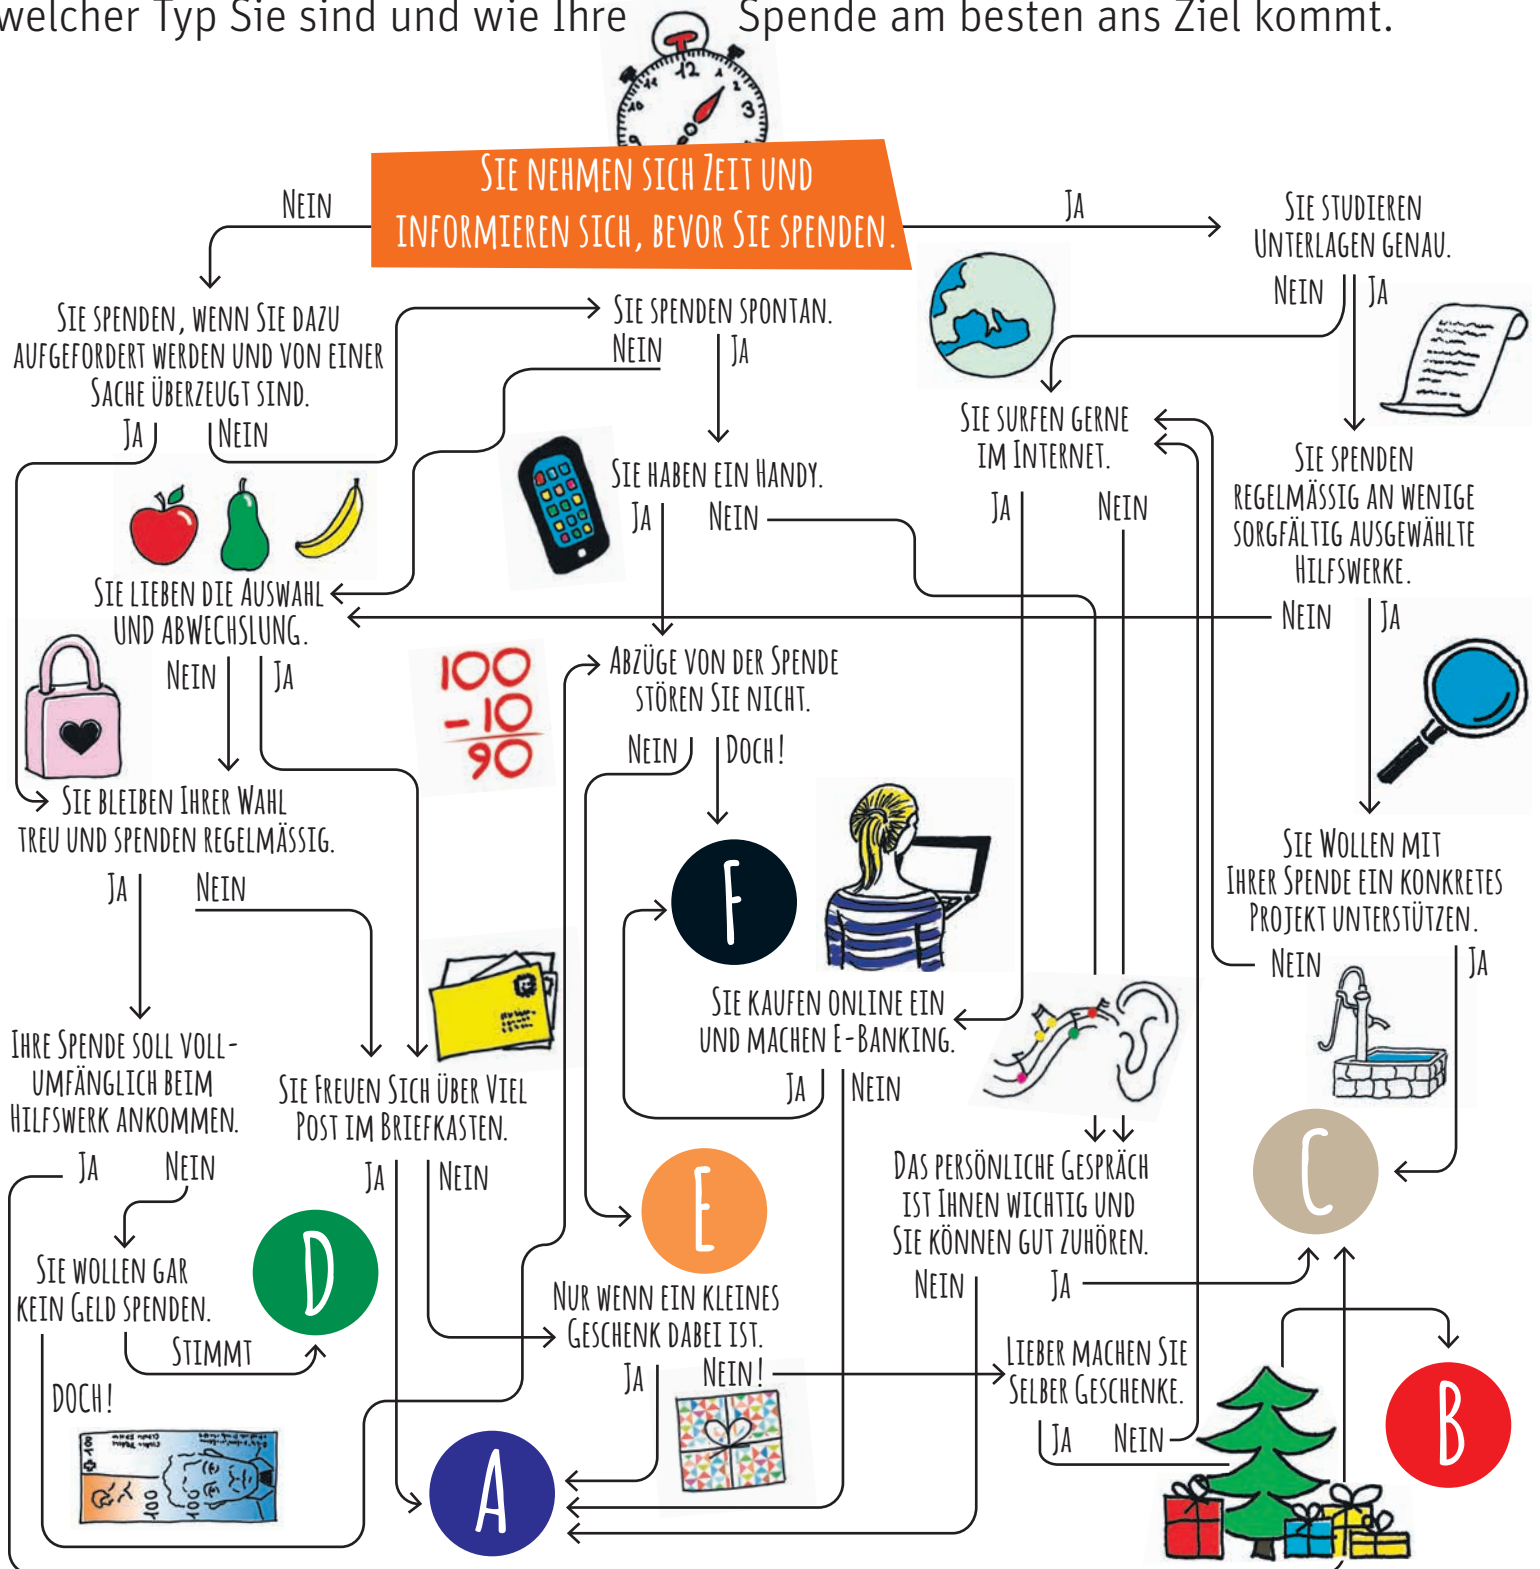 welcher Typ Sie sind und wie Ihre Spende am besten ans Ziel kommt.
12
1
2
3
9
10
11
Sie nehmen sich Zeit und
informieren sich, bevor Sie spenden.
Nein
Ja
Sie studieren
Unterlagen genau.
Nein
Ja
Sie spenden, wenn Sie dazu
aufgefordert werden und von einer
Sache überzeugt sind.
Ja
Nein
Sie spenden spontan.
Nein
Ja
Sie surfen gerne
im Internet.
Ja
Nein
Sie haben ein Handy.
Ja
Nein
Sie spenden
regelmässig an wenige
sorgfältig ausgewählte
Hilfswerke.
Nein
Ja
Sie lieben die Auswahl
und Abwechslung.
Nein
Ja
100
- 10
90
Abzüge von der Spende
stören Sie nicht.
Nein
Doch!
Sie bleiben Ihrer Wahl
treu und spenden regelmässig.
Ja
Nein
F
Sie Wollen mit
Ihrer Spende ein konkretes
Projekt unterstützen.
Nein
Ja
Sie kaufen online ein
und machen E-Banking.
Ja
Nein
Ihre Spende soll voll-
umfänglich beim
Hilfswerk ankommen.
Ja
Nein
Sie Freuen Sich über Viel
Post im Briefkasten.
Ja
Nein
E
Das persönliche Gespräch
ist Ihnen wichtig und
Sie können gut zuhören.
Nein
Ja
C
Sie wollen gar
kein Geld spenden.
Stimmt
DOCH!
D
Nur wenn ein kleines
Geschenk dabei ist.
Ja
Nein!
Lieber machen Sie
selber Geschenke.
Ja
Nein
B
A
100
100